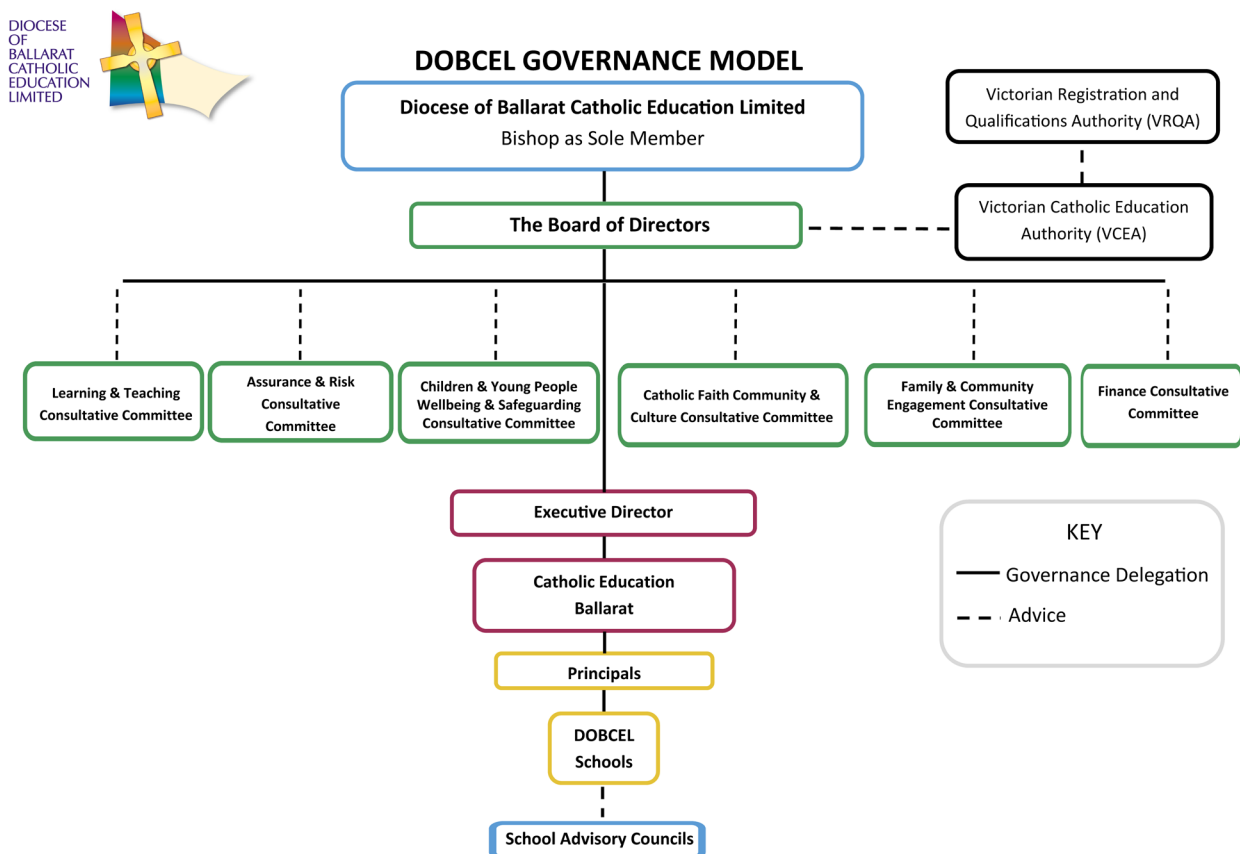 DIOCESE
OF
BALLARAT
CATHOLIC
EDUCATION
LIMITED
DOBCEL GOVERNANCE MODEL
Diocese of Ballarat Catholic Education Limited
Bishop as Sole Member
Victorian Registration and
Qualifications Authority (VRQA)
The Board of Directors
Victorian Catholic Education
Authority (VCEA)
Learning & Teaching
Consultative Committee
Assurance & Risk
Consultative
Committee
Children & Young People
Wellbeing & Safeguarding
Consultative Committee
Catholic Faith Community &
Culture Consultative Committee
Family & Community
Engagement Consultative
Committee
Finance Consultative
Committee
Executive Director
Catholic Education
Ballarat
Principals
DOBCEL
Schools
School Advisory Councils
KEY
Governance Delegation
Advice